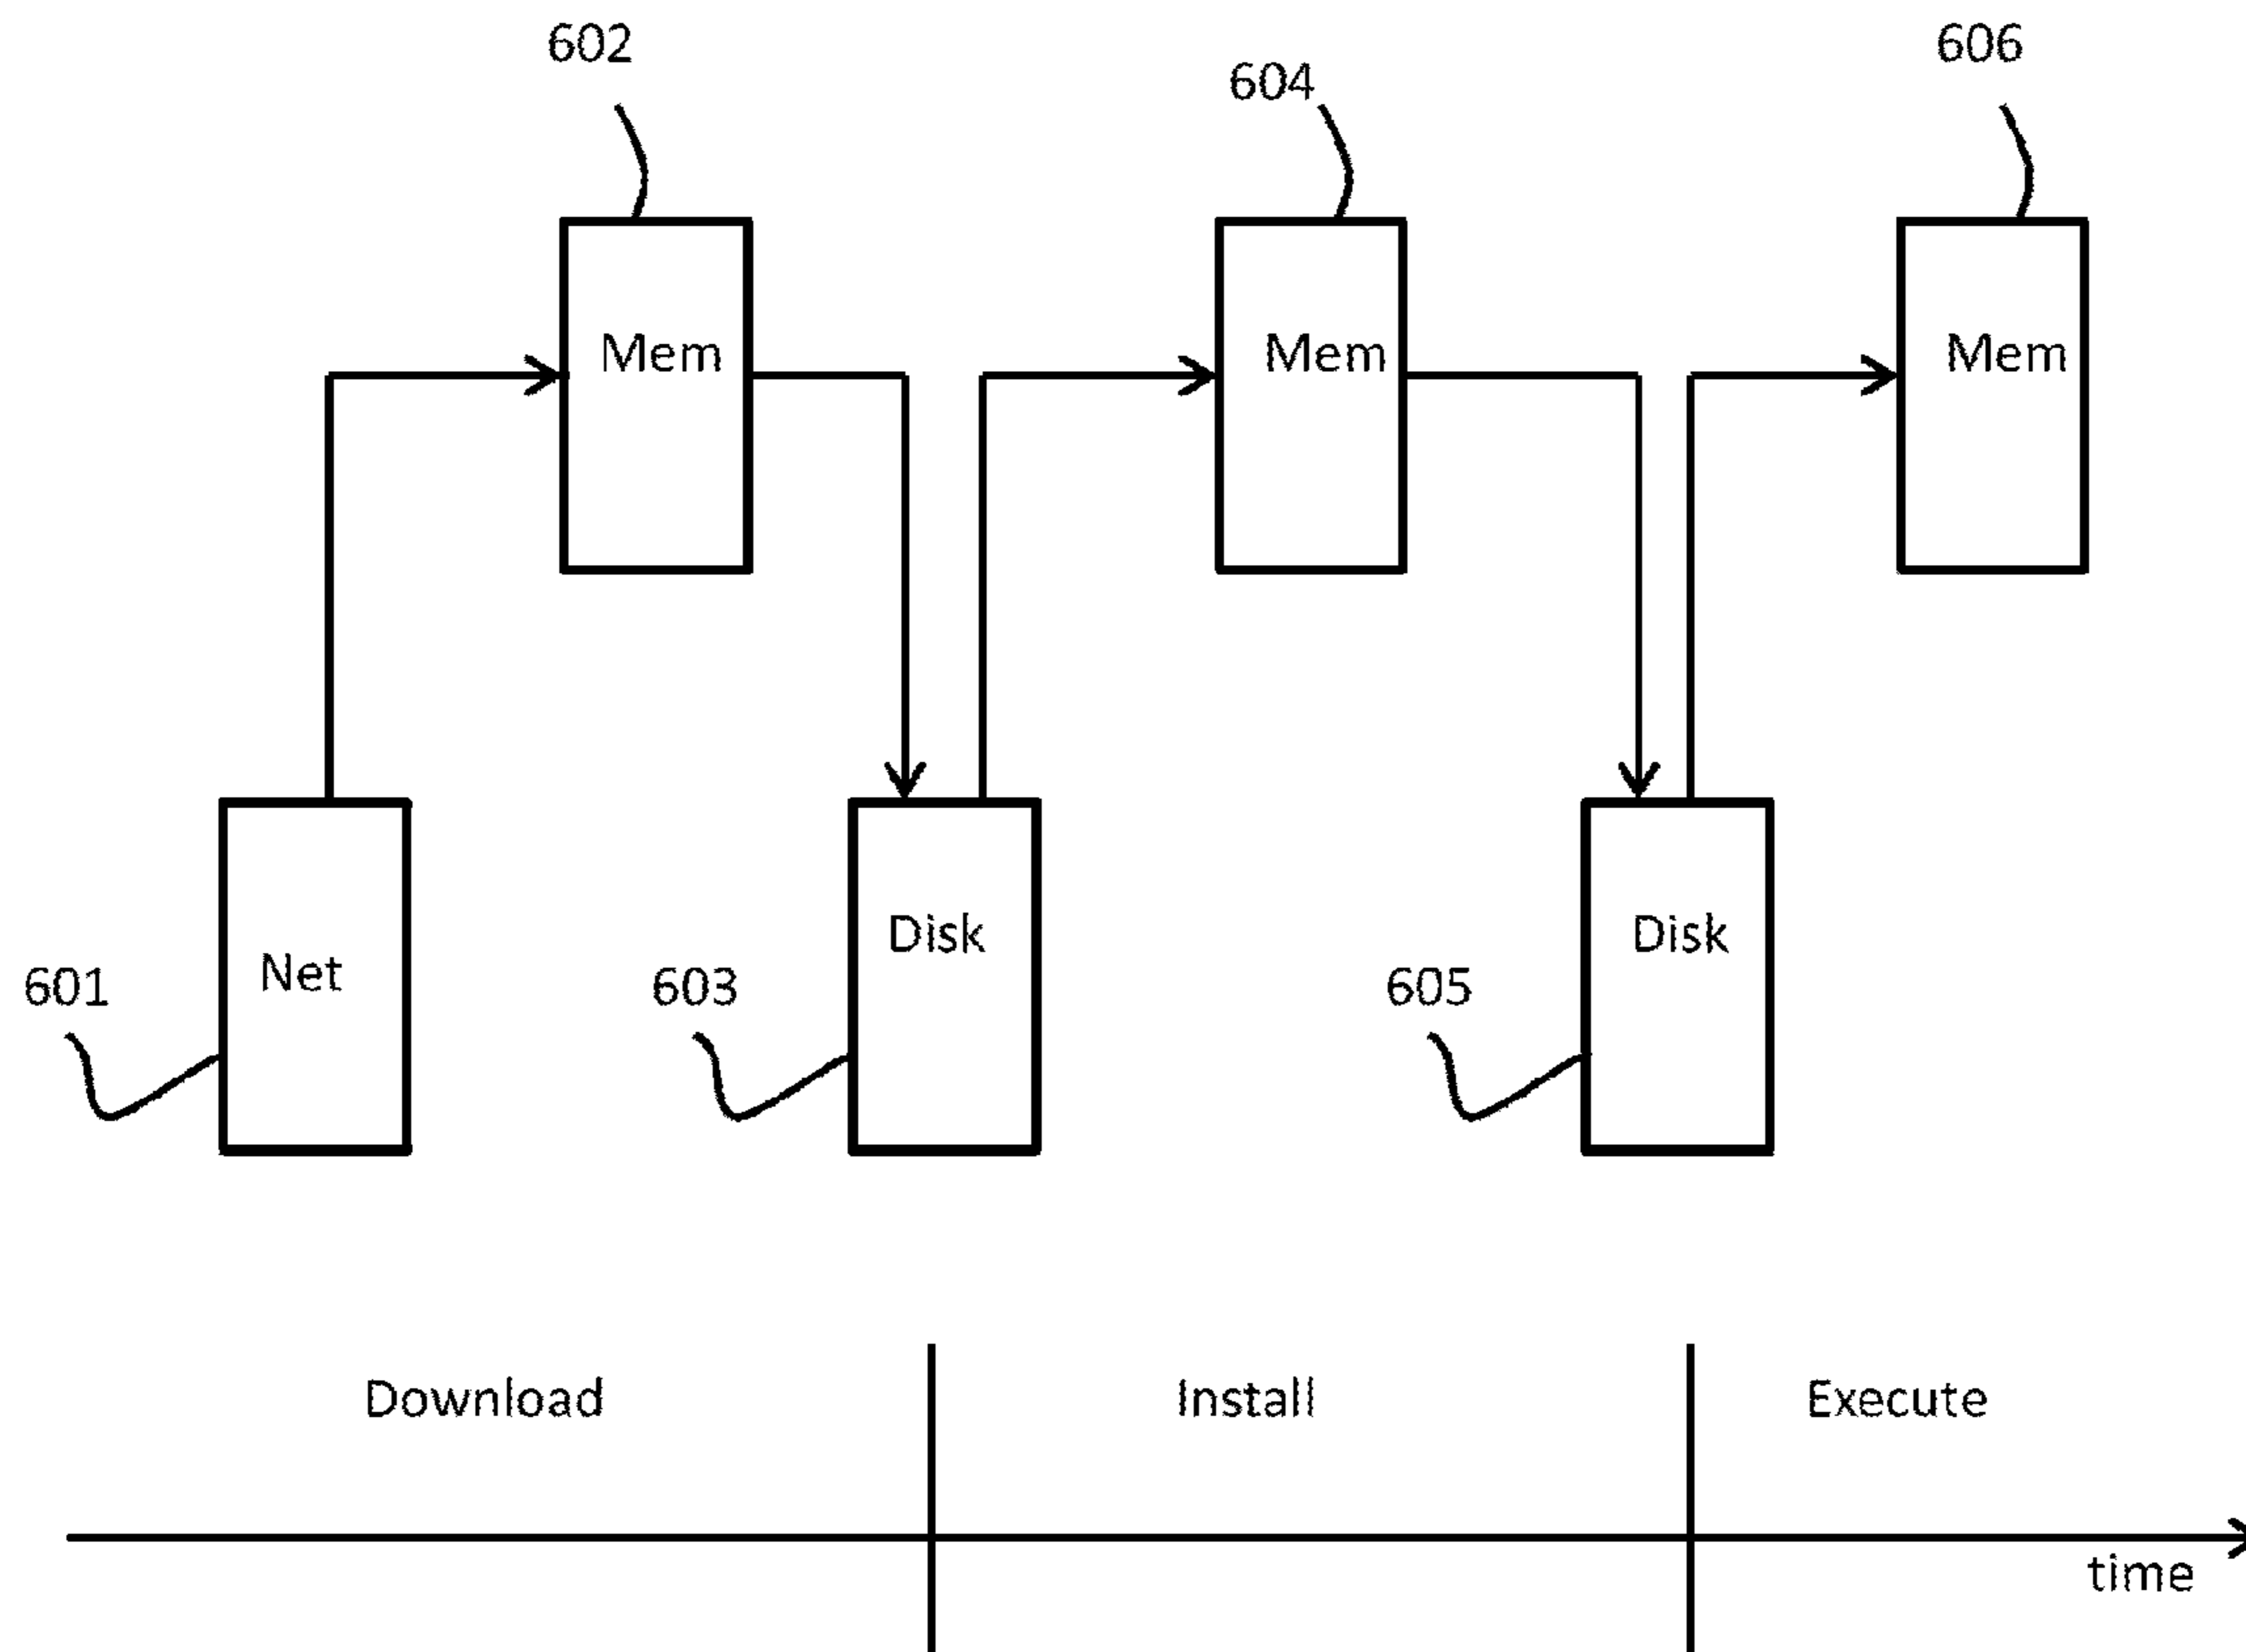 602
604
606
Mem
Mem
Mem
Net
Disk
Disk
601
603
605
Download
Install
Execute
time